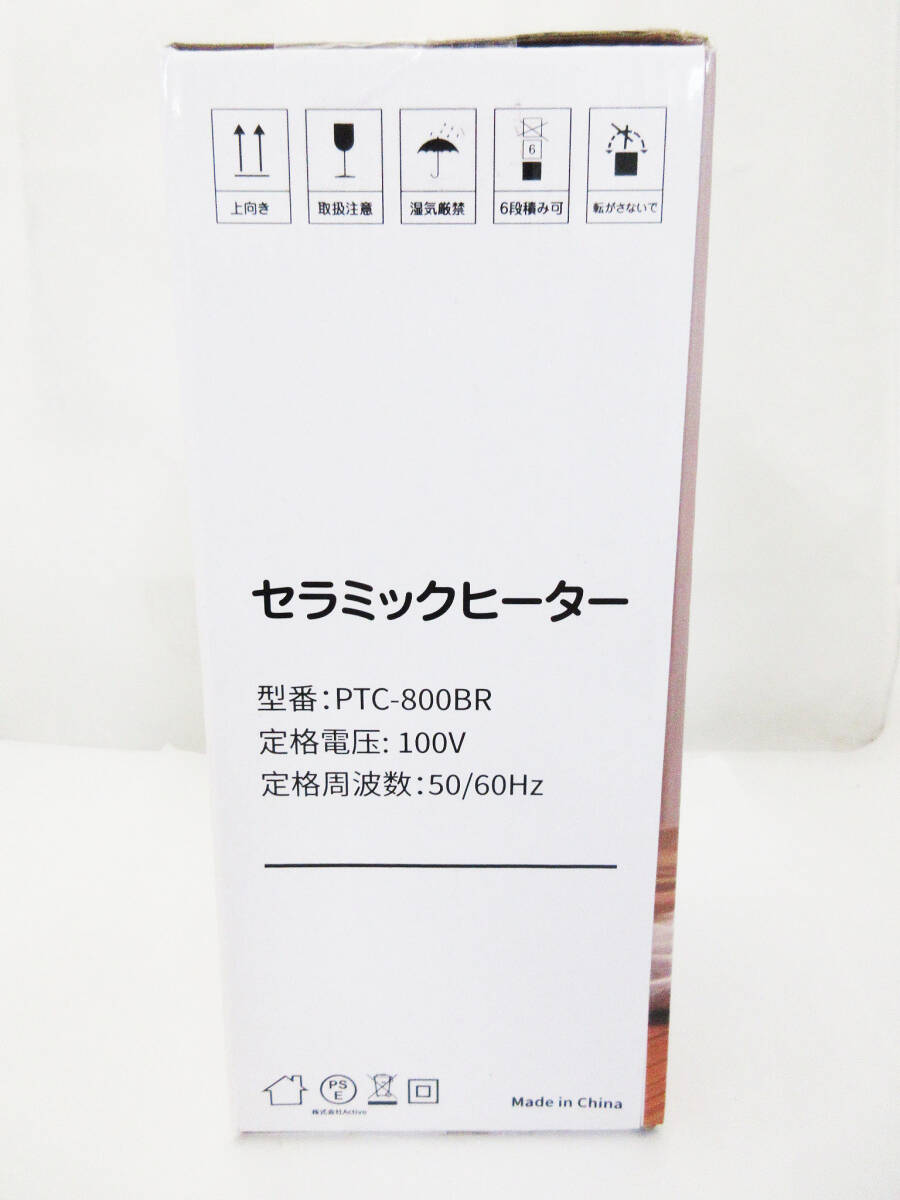 6
上向き 取扱注意 湿気厳禁 6段積み可 転がさないで
セラミックヒーター
型番：PTC-800BR
定格電圧: 100V
定格周波数：50/60Hz
PS
E
株式会社Activo
Made in China